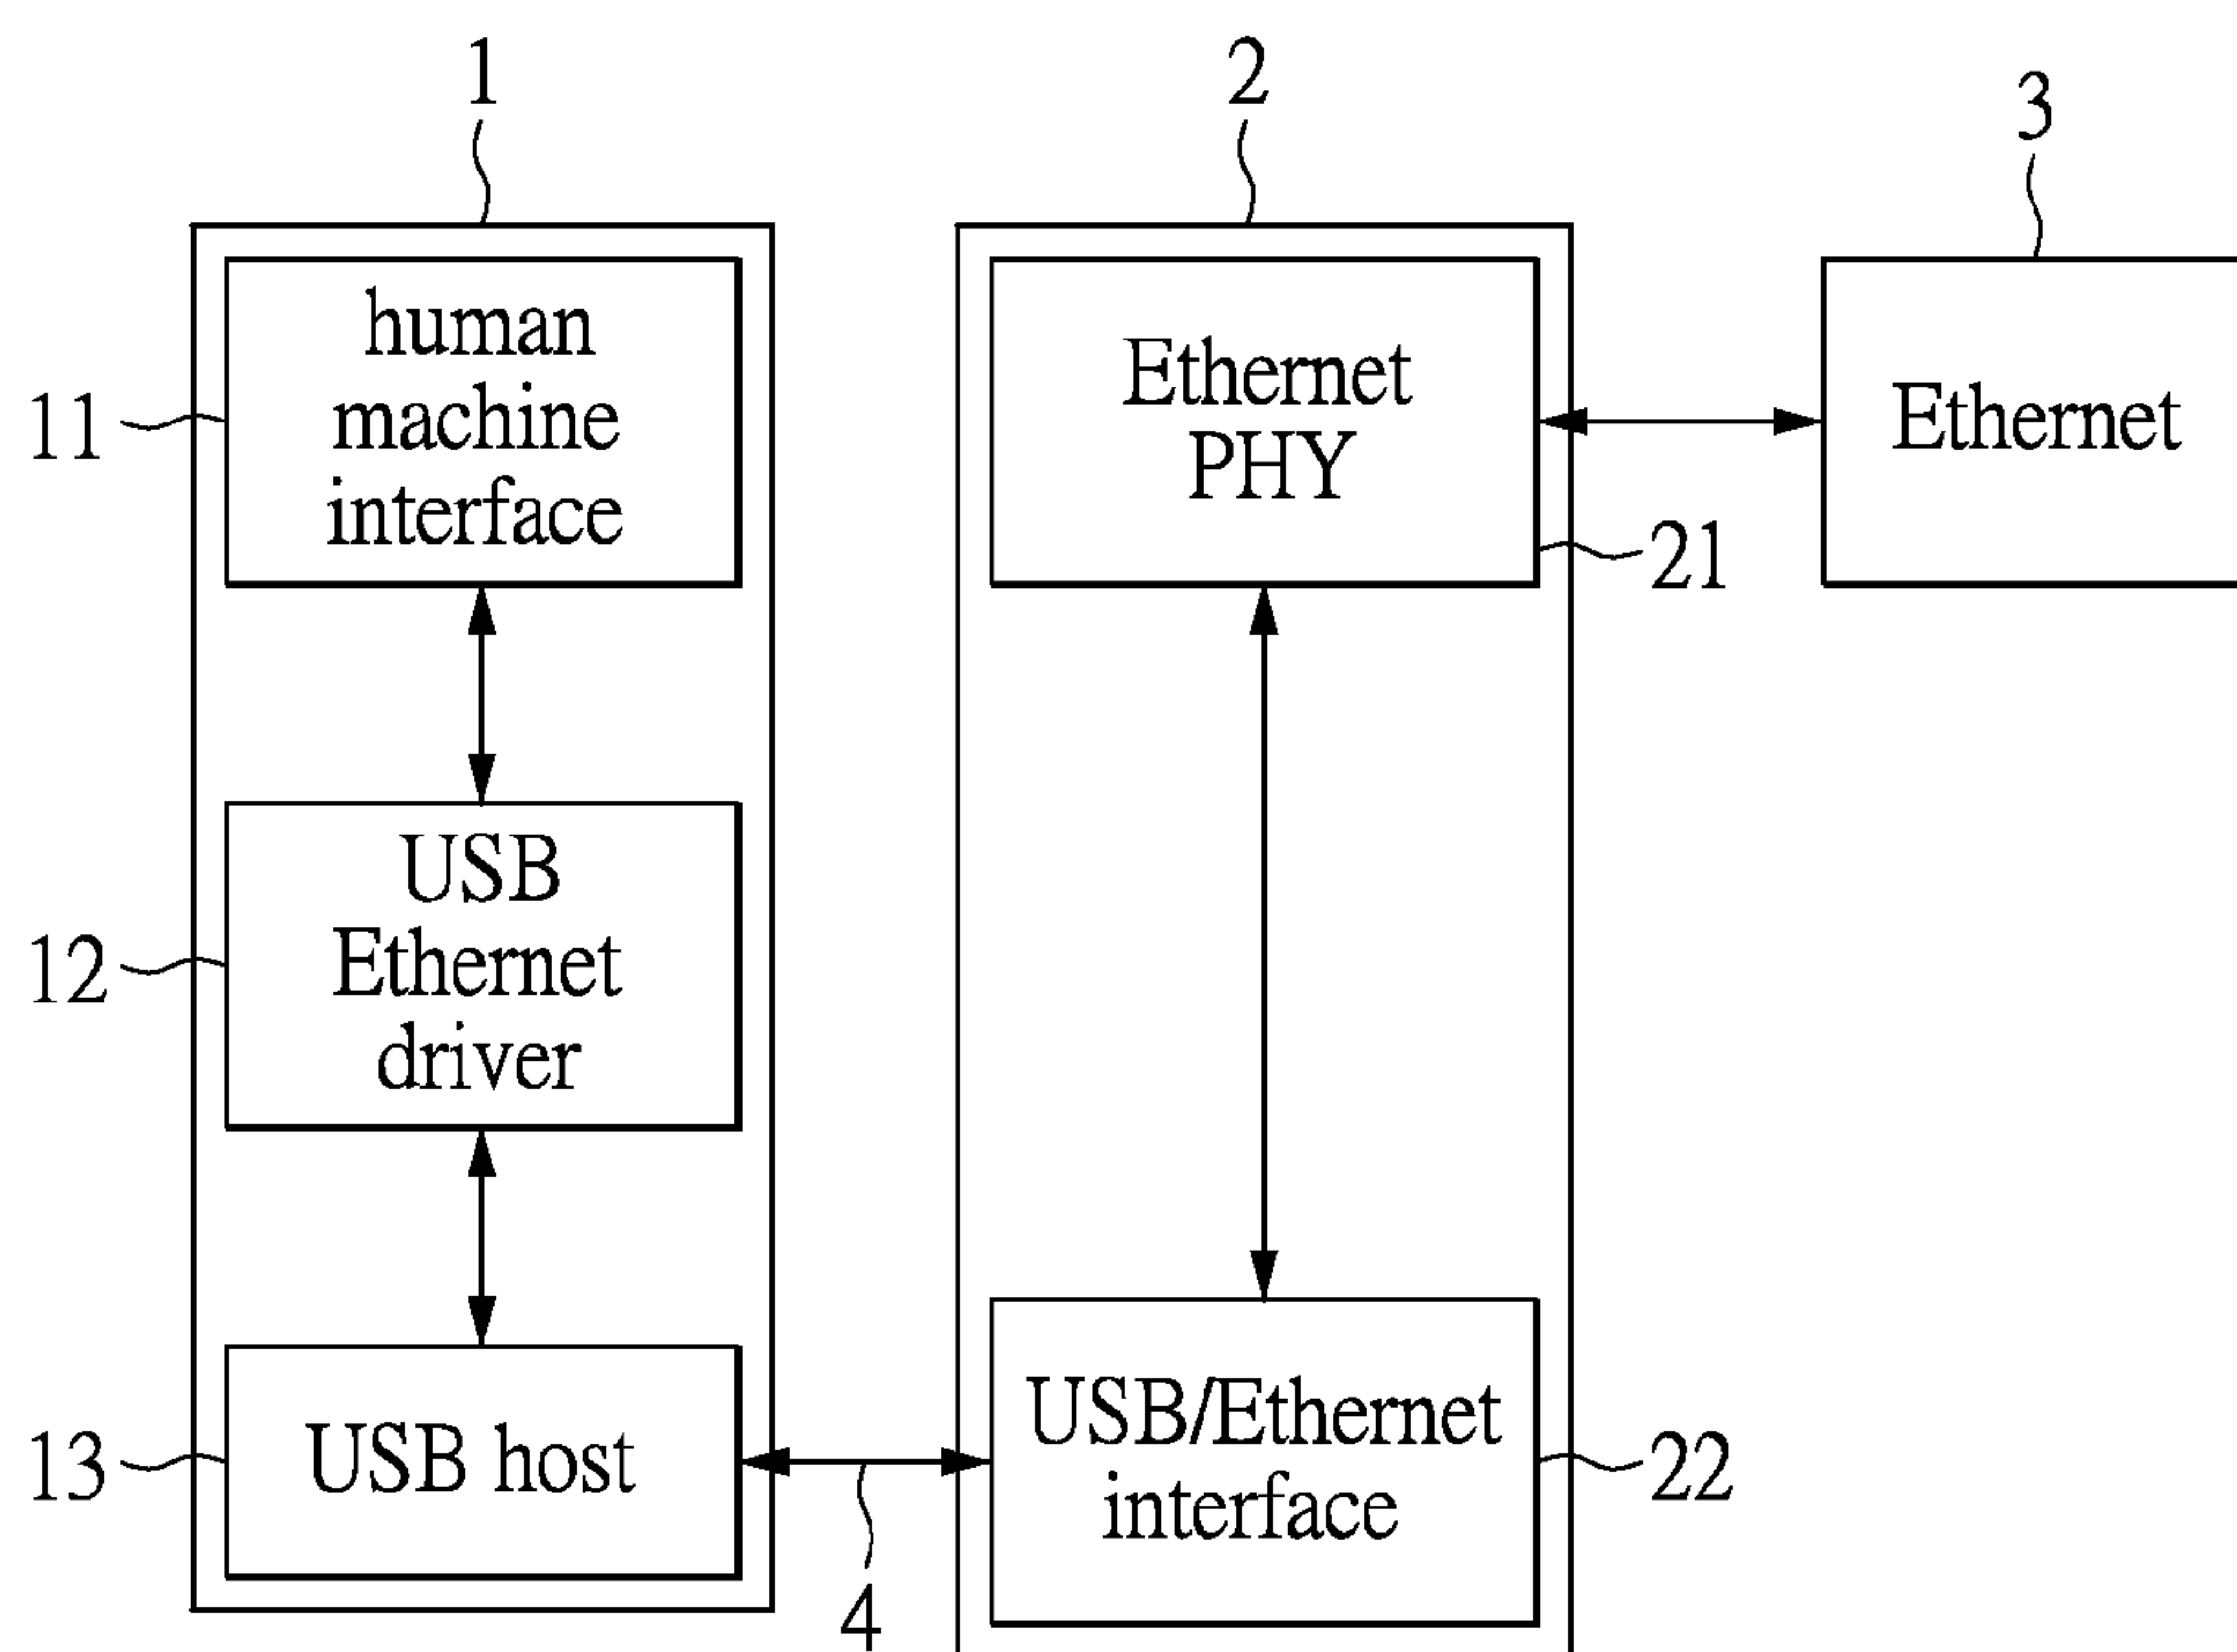 1
2
3
human
machine
interface
11
Ethernet
PHY
21
Ethernet
USB
Ethernet
driver
12
USB host
13
4
USB/Ethernet
interface
22